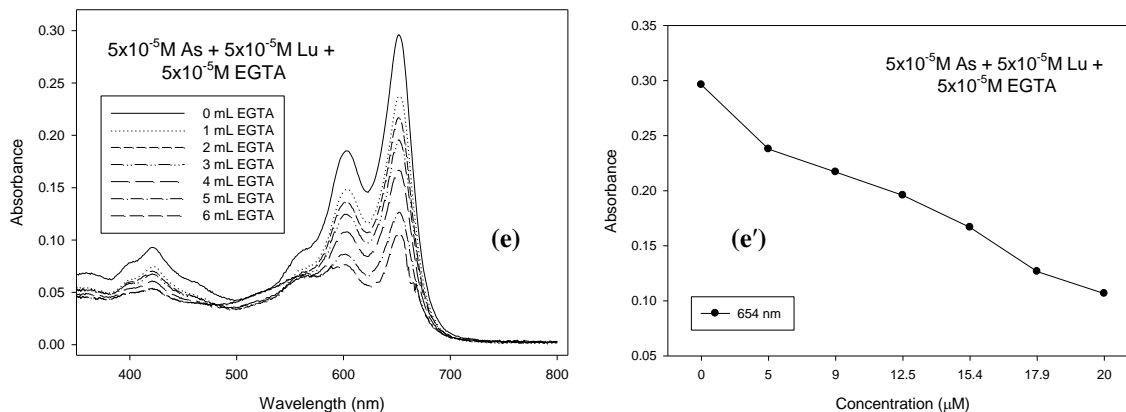 5x10⁻⁵M As + 5x10⁻⁵M Lu +
5x10⁻⁵M EGTA
0 mL EGTA
1 mL EGTA
2 mL EGTA
3 mL EGTA
4 mL EGTA
5 mL EGTA
6 mL EGTA
(e)
Absorbance
0.30
0.25
0.20
0.15
0.10
0.05
0.00
400 500 600 700 800
Wavelength (nm)
5x10⁻⁵M As + 5x10⁻⁵M Lu +
5x10⁻⁵M EGTA
(e′)
654 nm
Absorbance
0.35
0.30
0.25
0.20
0.15
0.10
0.05
0 5 9 12.5 15.4 17.9 20
Concentration (μM)